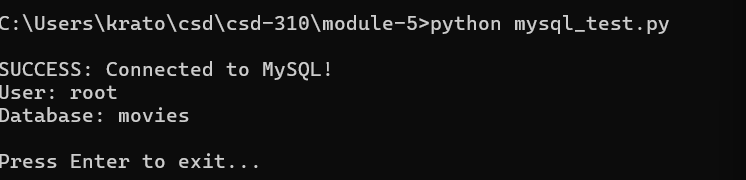 C:\Users\krato\csd\csd-310\module-5>python mysql_test.py
SUCCESS: Connected to MySQL!
User: root
Database: movies
Press Enter to exit...